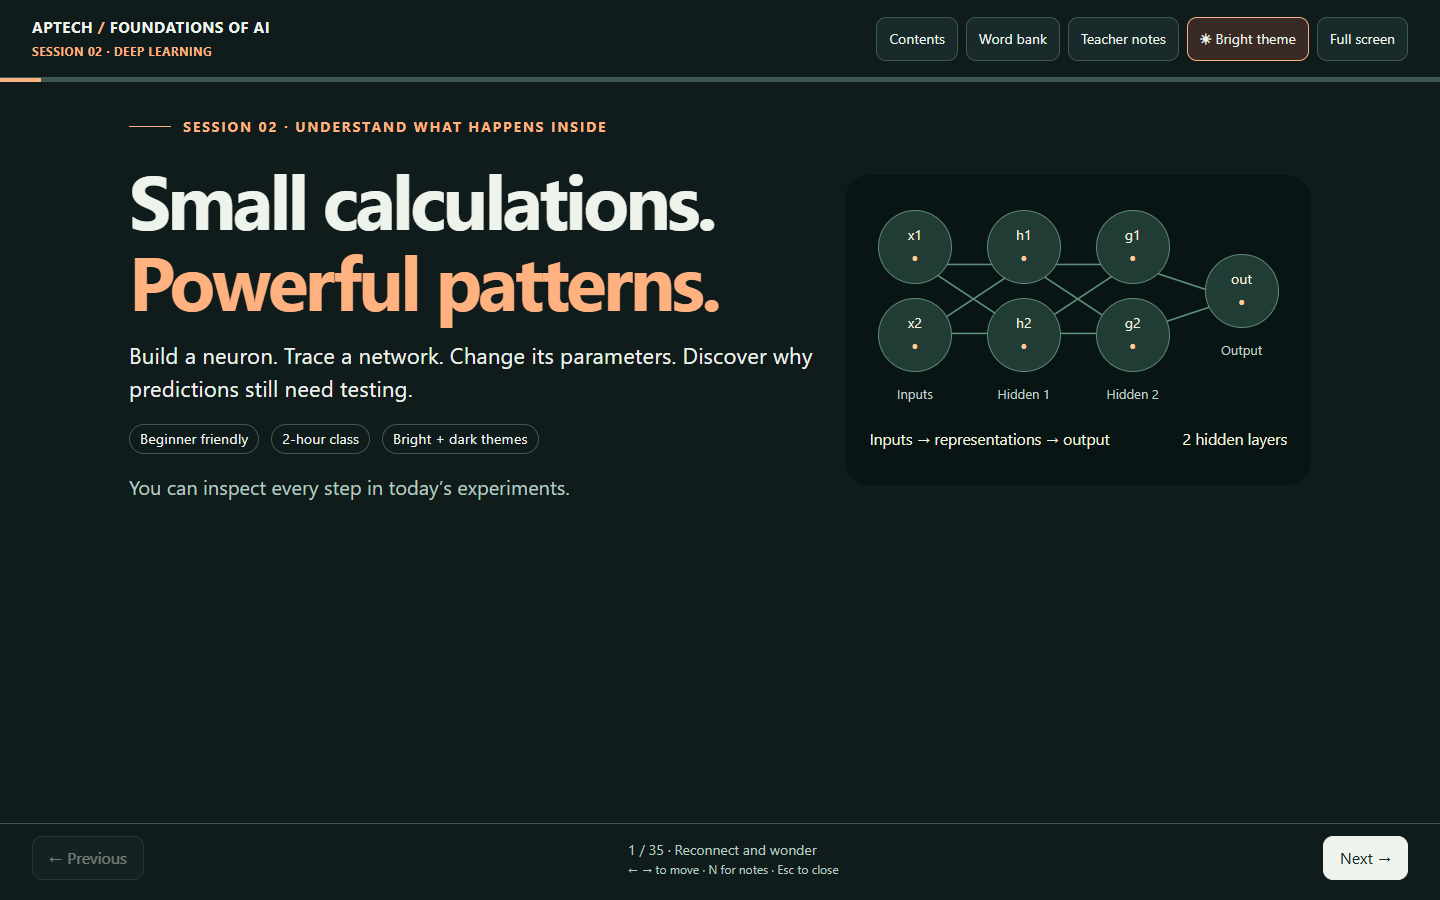 APTECH / FOUNDATIONS OF AI
SESSION 02 · DEEP LEARNING
Contents
Word bank
Teacher notes
☀ Bright theme
Full screen
SESSION 02 · UNDERSTAND WHAT HAPPENS INSIDE
Small calculations.
Powerful patterns.
Build a neuron. Trace a network. Change its parameters. Discover why
predictions still need testing.
Beginner friendly
2-hour class
Bright + dark themes
You can inspect every step in today’s experiments.
x1
h1
g1
out
x2
h2
g2
Output
Inputs
Hidden 1
Hidden 2
Inputs → representations → output
2 hidden layers
← Previous
1 / 35 · Reconnect and wonder
← → to move · N for notes · Esc to close
Next →